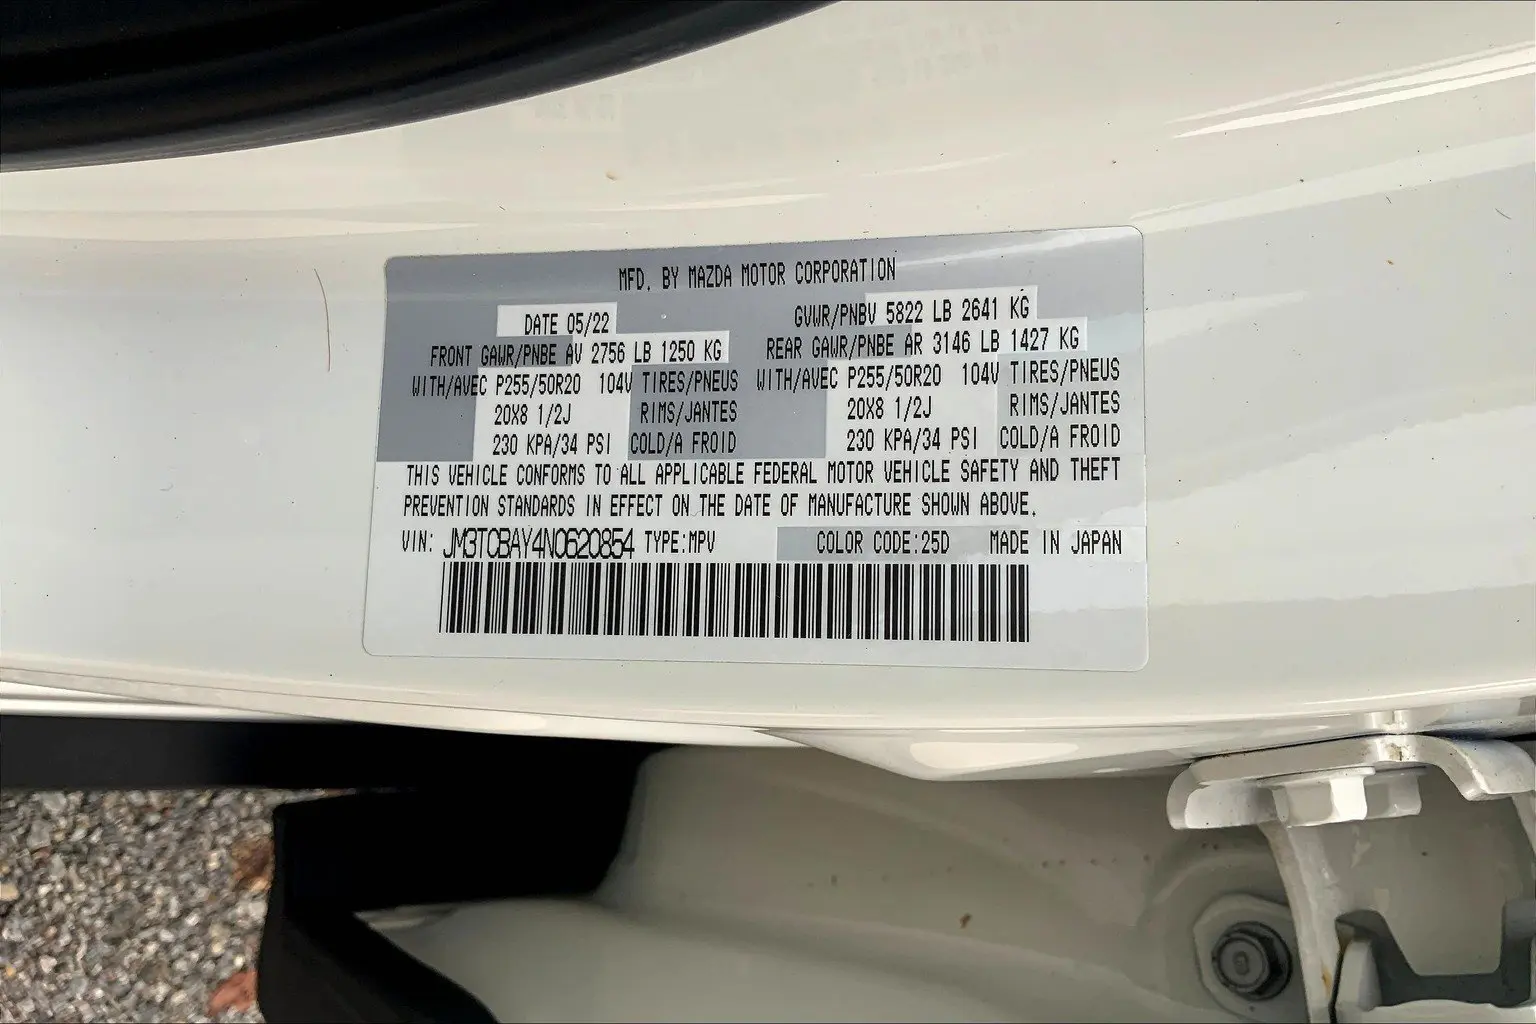 MFD. BY MAZDA MOTOR CORPORATION
DATE 05/22 GVWR/PNBV 5822 LB 2641 KG
FRONT GAWR/PNBE AV 2756 LB 1250 KG REAR GAWR/PNBE AR 3146 LB 1427 KG
WITH/AVEC P255/50R20 104V TIRES/PNEUS WITH/AVEC P255/50R20 104V TIRES/PNEUS
20X8 1/2J RIMS/JANTES 20X8 1/2J RIMS/JANTES
230 KPA/34 PSI COLD/A FROID 230 KPA/34 PSI COLD/A FROID
THIS VEHICLE CONFORMS TO ALL APPLICABLE FEDERAL MOTOR VEHICLE SAFETY AND THEFT
PREVENTION STANDARDS IN EFFECT ON THE DATE OF MANUFACTURE SHOWN ABOVE.
VIN: JM3TCBAY4N0620854 TYPE:MPV COLOR CODE:25D MADE IN JAPAN